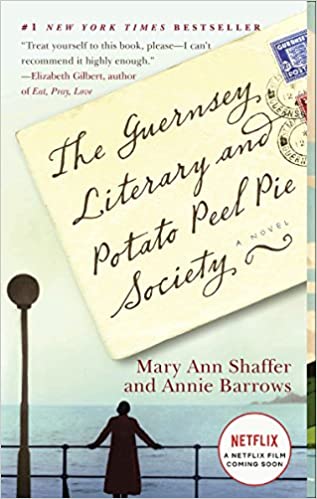 #1 NEW YORK TIMES BESTSELLER
"Treat yourself to this book, please—I can't
recommend it highly enough."
—Elizabeth Gilbert, author
of Eat, Pray, Love
The Guernsey
Literary and
Potato Peel Pie
Society
A NOVEL
Mary Ann Shaffer
and Annie Barrows
NETFLIX
A NETFLIX FILM
COMING SOON